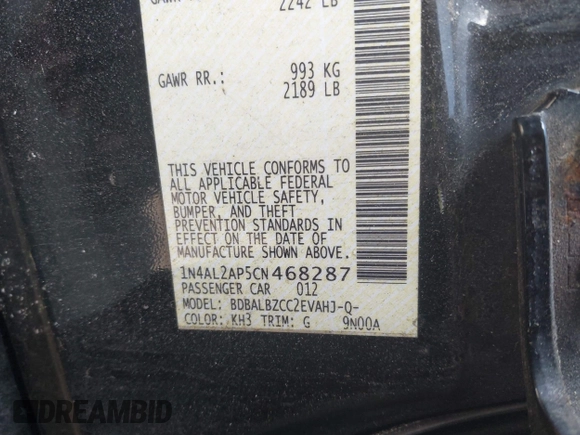 2242 LB
GAWR RR.: 993 KG
2189 LB
THIS VEHICLE CONFORMS TO
ALL APPLICABLE FEDERAL
MOTOR VEHICLE SAFETY,
BUMPER, AND THEFT
PREVENTION STANDARDS IN
EFFECT ON THE DATE OF
MANUFACTURE SHOWN ABOVE.
1N4AL2AP5CN468287
PASSENGER CAR 012
MODEL: BDBALBZCC2EVAHJ-Q-
COLOR: KH3 TRIM: G 9N00A
DREAMBID